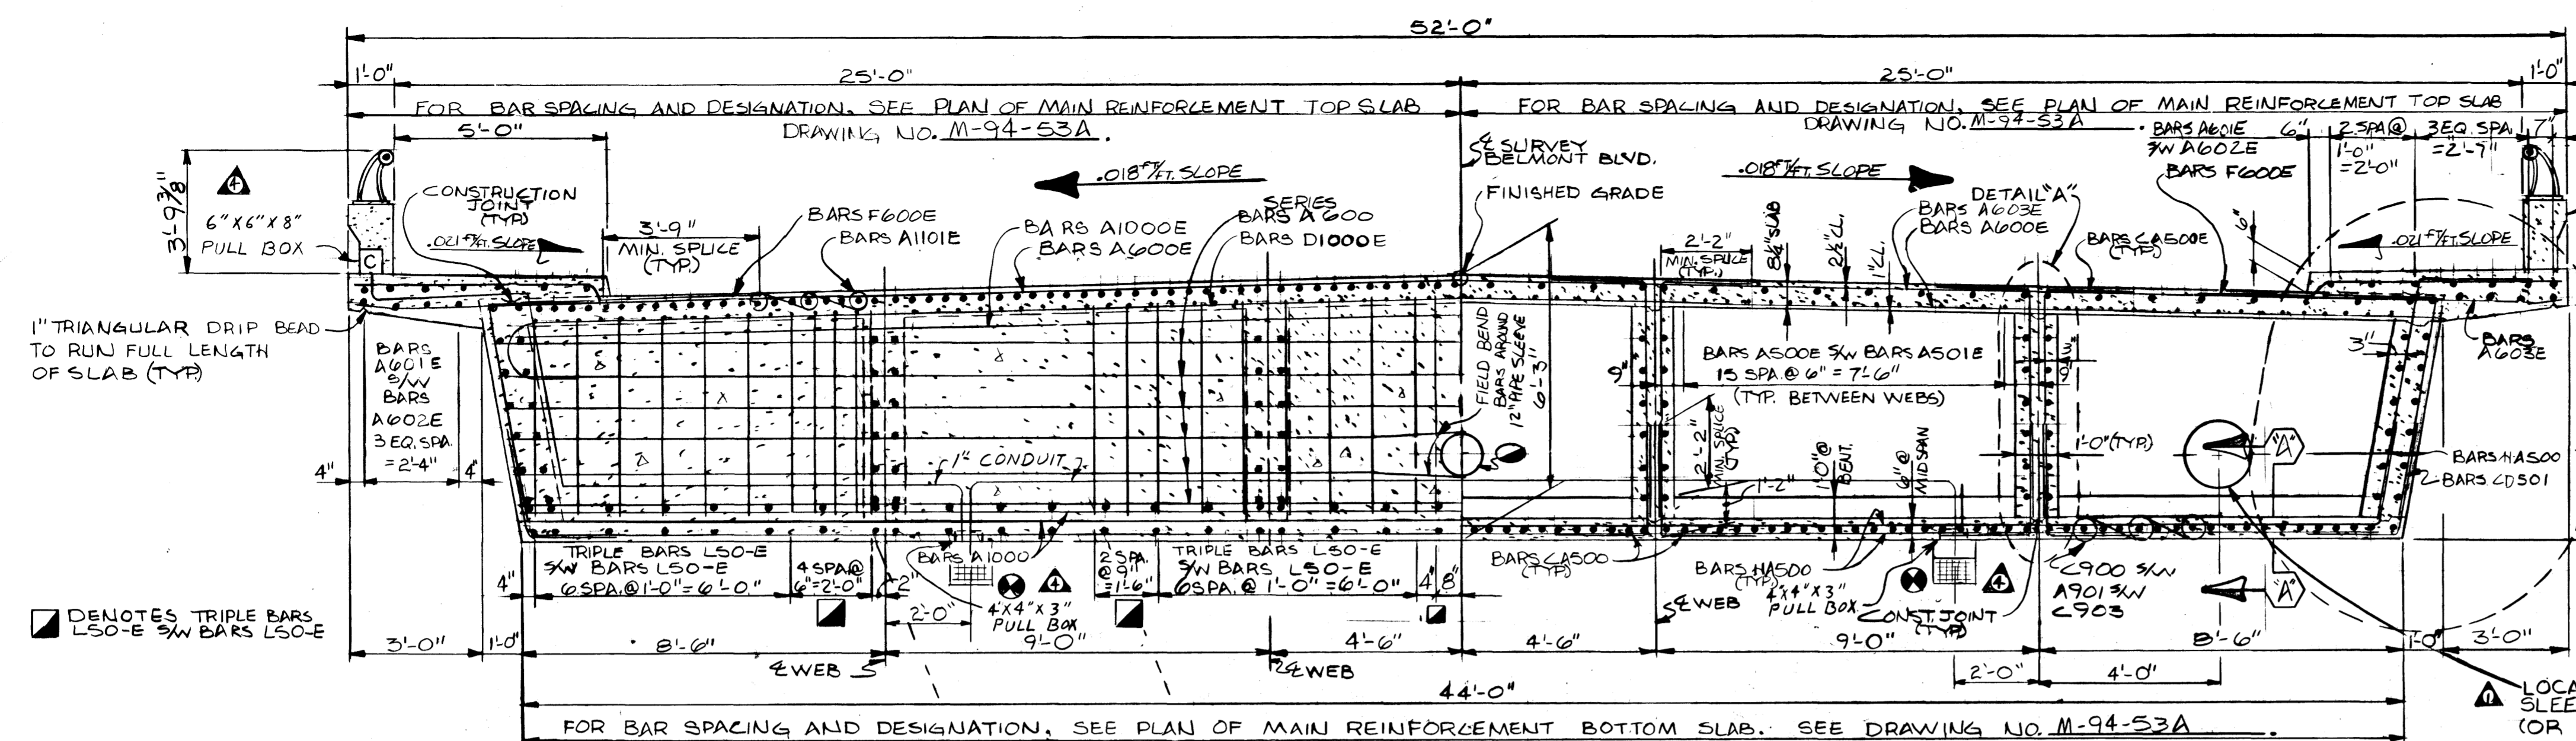 52'-0"
1'-0"
25'-0"
25'-0"
1'-0"
FOR BAR SPACING AND DESIGNATION, SEE PLAN OF MAIN REINFORCEMENT TOP SLAB
DRAWING NO. M-94-53A.
FOR BAR SPACING AND DESIGNATION, SEE PLAN OF MAIN REINFORCEMENT TOP SLAB
DRAWING NO. M-94-53A.
5'-0"
BARS A601E
S/W A602E
6"
2 SPA@
1'-0"
=2'-0"
3 EQ. SPA.
=2'-7"
1'7"
3'-9 3/8"
4
6"X6"X8"
PULL BOX
C
CONSTRUCTION
JOINT
(TYP.)
.021 FT/FT. SLOPE
3'-9"
MIN. SPLICE
(TYP.)
BARS F600E
BARS A1101E
.018 FT/FT. SLOPE
BARS A1000E
BARS A600E
SERIES
BARS A600
BARS D1000E
℄ SURVEY
BELMONT BLVD.
FINISHED GRADE
.018 FT/FT. SLOPE
2'-2"
MIN. SPLICE
(TYP.)
8¼" SLAB
2½" CL.
1" CL.
DETAIL "A"
BARS A603E
BARS A600E
BARS CA500E
(TYP)
BARS F600E
6"
.021 FT/FT. SLOPE
1" TRIANGULAR DRIP BEAD
TO RUN FULL LENGTH
OF SLAB (TYP.)
BARS
A601E
S/W
BARS
A602E
3 EQ. SPA.
=2'-4"
4"
4"
FIELD BEND
BARS AROUND
12" PIPE SLEEVE
6'-3"
9"
BARS A500E S/W BARS A501E
15 SPA. @ 6" = 7'-6"
(TYP. BETWEEN WEBS)
3"
9"
3"
BARS
A603E
2'-2"
MIN. SPLICE
(TYP.)
1'-2"
1'-0" @
BENT.
6" @
MIDSPAN
1'-0" (TYP.)
"A"
BARS HA500
BARS CD501
1" CONDUIT
TRIPLE BARS L50-E
S/W BARS L50-E
6 SPA. @ 1'-0" = 6'-0"
4"
4 SPA@
6"=2'-0"
2"
BARS A1000
4
4"X4"X3"
PULL BOX
2'-0"
2 SPA.
@ 9"
=1'-6"
TRIPLE BARS L50-E
S/W BARS L50-E
6 SPA. @ 1'-0" = 6'-0"
4"
8"
BARS CA500
(TYP.)
BARS HA500
(TYP.)
4"X4"X3"
PULL BOX
4
CONST. JOINT
(TYP)
C900 S/W
A901 S/W
C903
"A"
DENOTES TRIPLE BARS
L50-E S/W BARS L50-E
3'-0"
1'-0"
8'-6"
℄ WEB
9'-0"
℄ WEB
4'-6"
4'-6"
℄ WEB
9'-0"
2'-0"
8'-6"
4'-0"
1'-0"
3'-0"
44'-0"
LOCA
SLEE
(OR
FOR BAR SPACING AND DESIGNATION, SEE PLAN OF MAIN REINFORCEMENT BOTTOM SLAB. SEE DRAWING NO. M-94-53A.